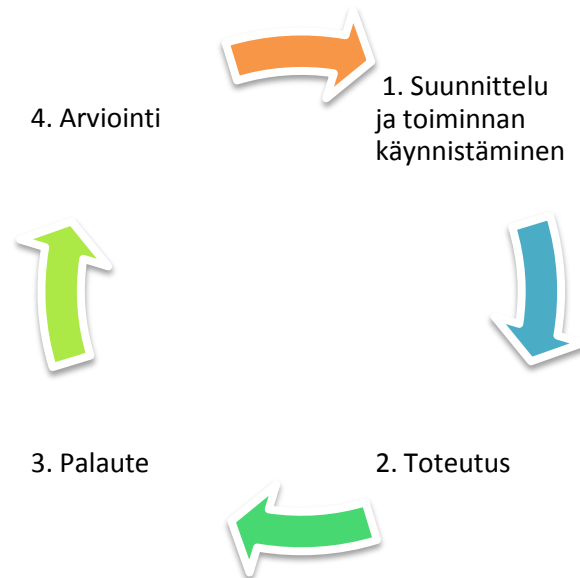 1. Suunnittelu
ja toiminnan
käynnistäminen
2. Toteutus
3. Palaute
4. Arviointi